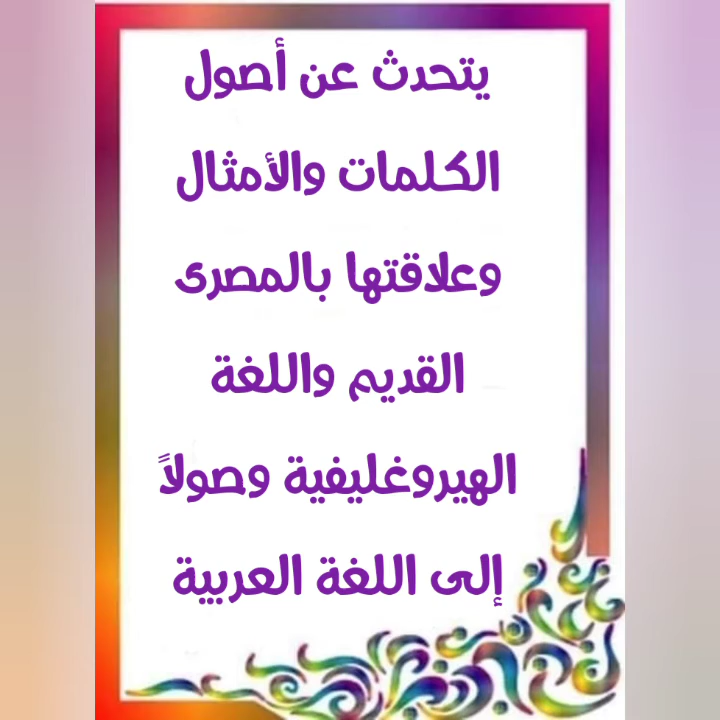 يتحدث عن أصول
الكلمات والأمثال
وعلاقتها بالمصرى
القديم واللغة
الهيروغليفية وصولاً
إلى اللغة العربية